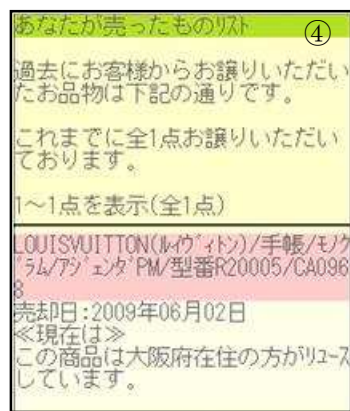 あなたが売ったものリスト
④
過去にお客様からお譲りいただい
たお品物は下記の通りです。
これまでに全1点お譲りいただい
ております。
1～1点を表示(全1点)
LOUISVUITTON(ルイヴィトン)/手帳/モノグ
ラム/アジェンダPM/型番R20005/CA096
8
売却日:2009年06月02日
≪現在は≫
この商品は大阪府在住の方がリユース
しています。